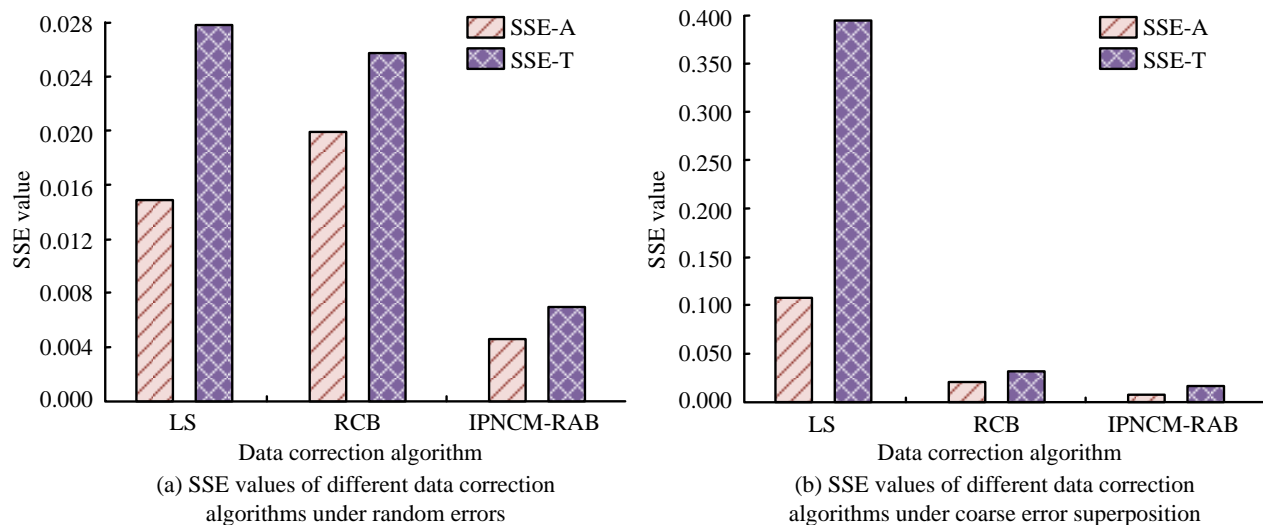 0.028
0.024
0.020
0.016
0.012
0.008
0.004
0.000
SSE value
SSE-A
SSE-T
LS
RCB
IPNCM-RAB
Data correction algorithm
(a) SSE values of different data correction
algorithms under random errors
0.400
0.350
0.300
0.250
0.200
0.150
0.100
0.050
0.000
SSE value
SSE-A
SSE-T
LS
RCB
IPNCM-RAB
Data correction algorithm
(b) SSE values of different data correction
algorithms under coarse error superposition